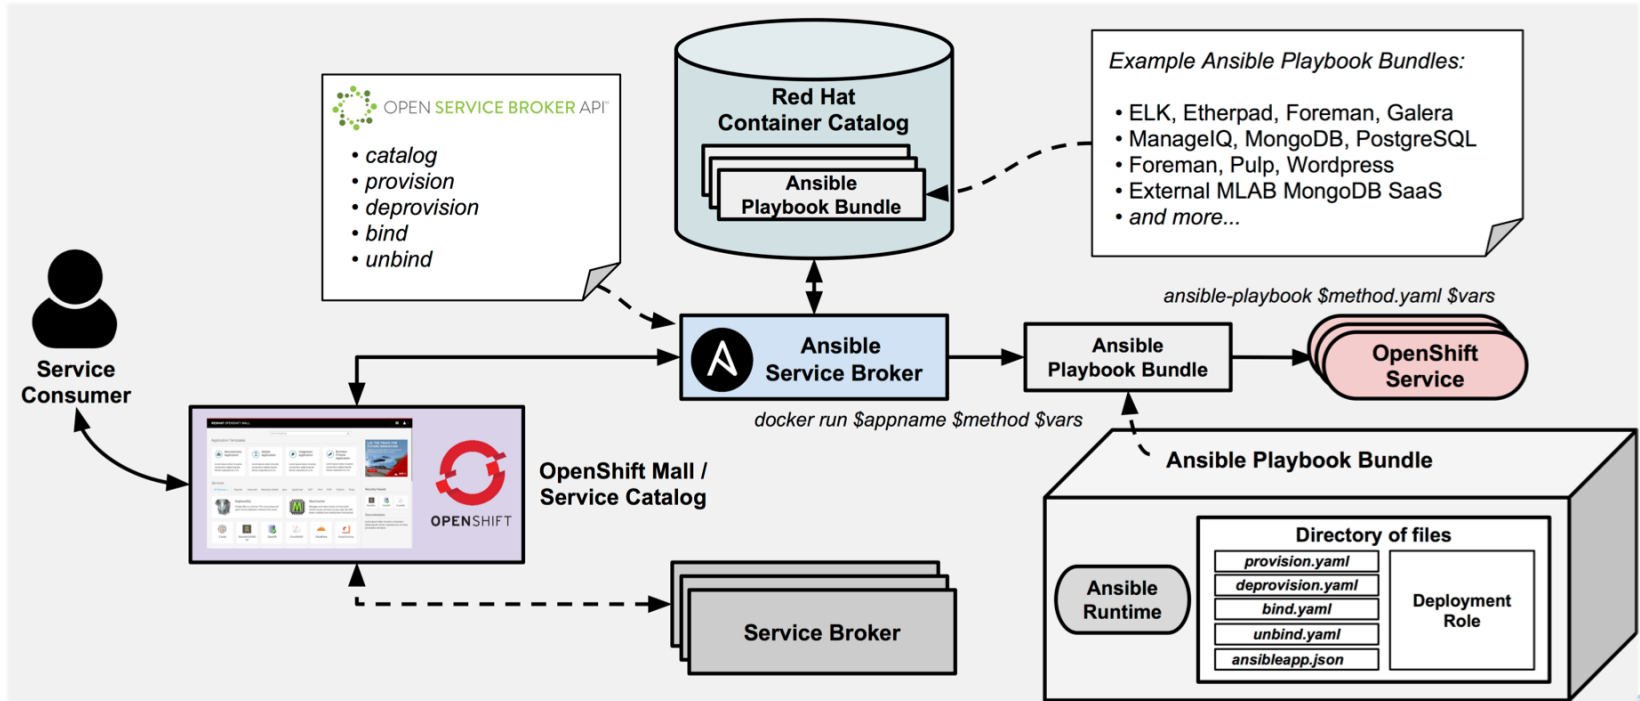 OPEN SERVICE BROKER API
• catalog
• provision
• deprovision
• bind
• unbind
Red Hat
Container Catalog
Ansible
Playbook Bundle
Example Ansible Playbook Bundles:
• ELK, Etherpad, Foreman, Galera
• ManageIQ, MongoDB, PostgreSQL
• Foreman, Pulp, Wordpress
• External MLAB MongoDB SaaS
• and more...
Service
Consumer
Ansible
Service Broker
docker run $appname $method $vars
Ansible
Playbook Bundle
ansible-playbook $method.yaml $vars
OpenShift
Service
OPENSHIFT
OpenShift Mall /
Service Catalog
Service Broker
Ansible Playbook Bundle
Ansible
Runtime
Directory of files
provision.yaml
deprovision.yaml
bind.yaml
unbind.yaml
ansibleapp.json
Deployment
Role